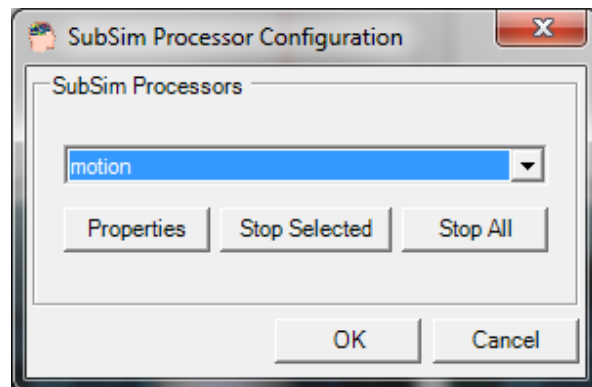 SubSim Processor Configuration
SubSim Processors
motion
Properties Stop Selected Stop All
OK Cancel